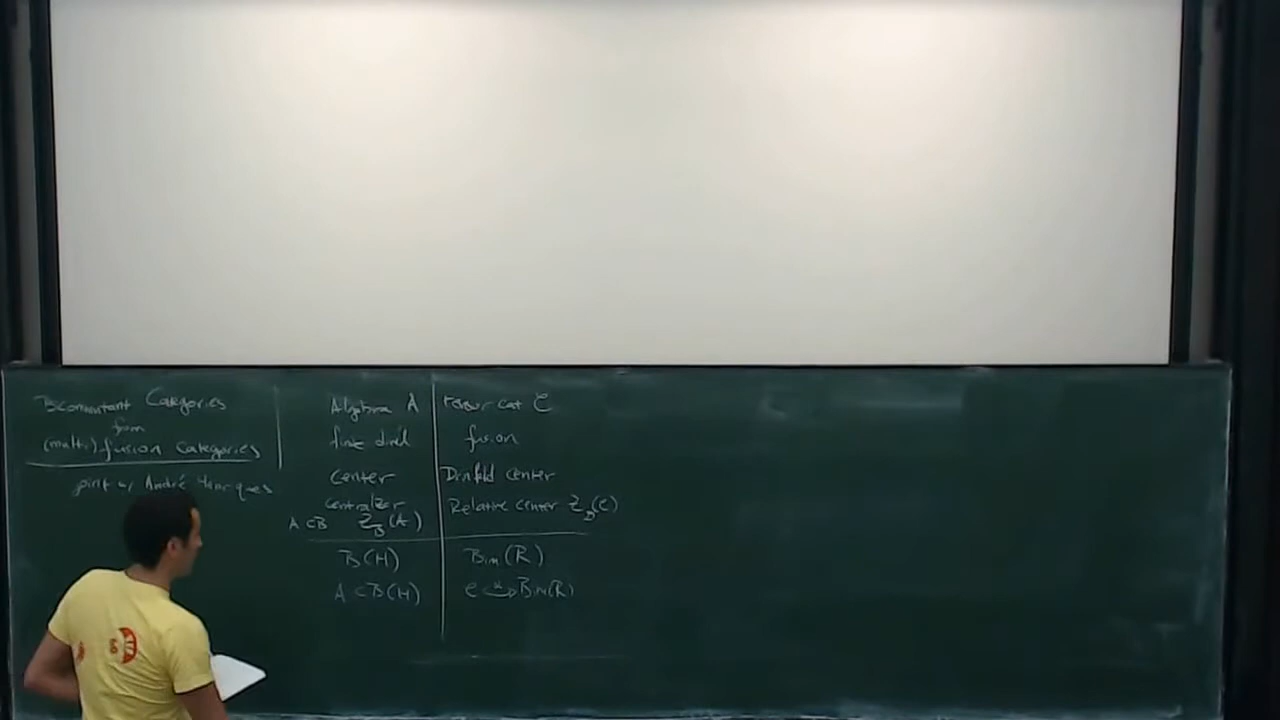 Bicommutant Categories
from
(multi) fusion categories
joint w/ André Henriques
Algebra A
tensor cat C
finite dim'l
fusion
center
Drinfeld center
centralizer
A ⊂ B Z_B(A)
Relative center Z_D(C)
B(H)
Bim(R)
A ⊂ B(H)
C ↪ Bim(R)